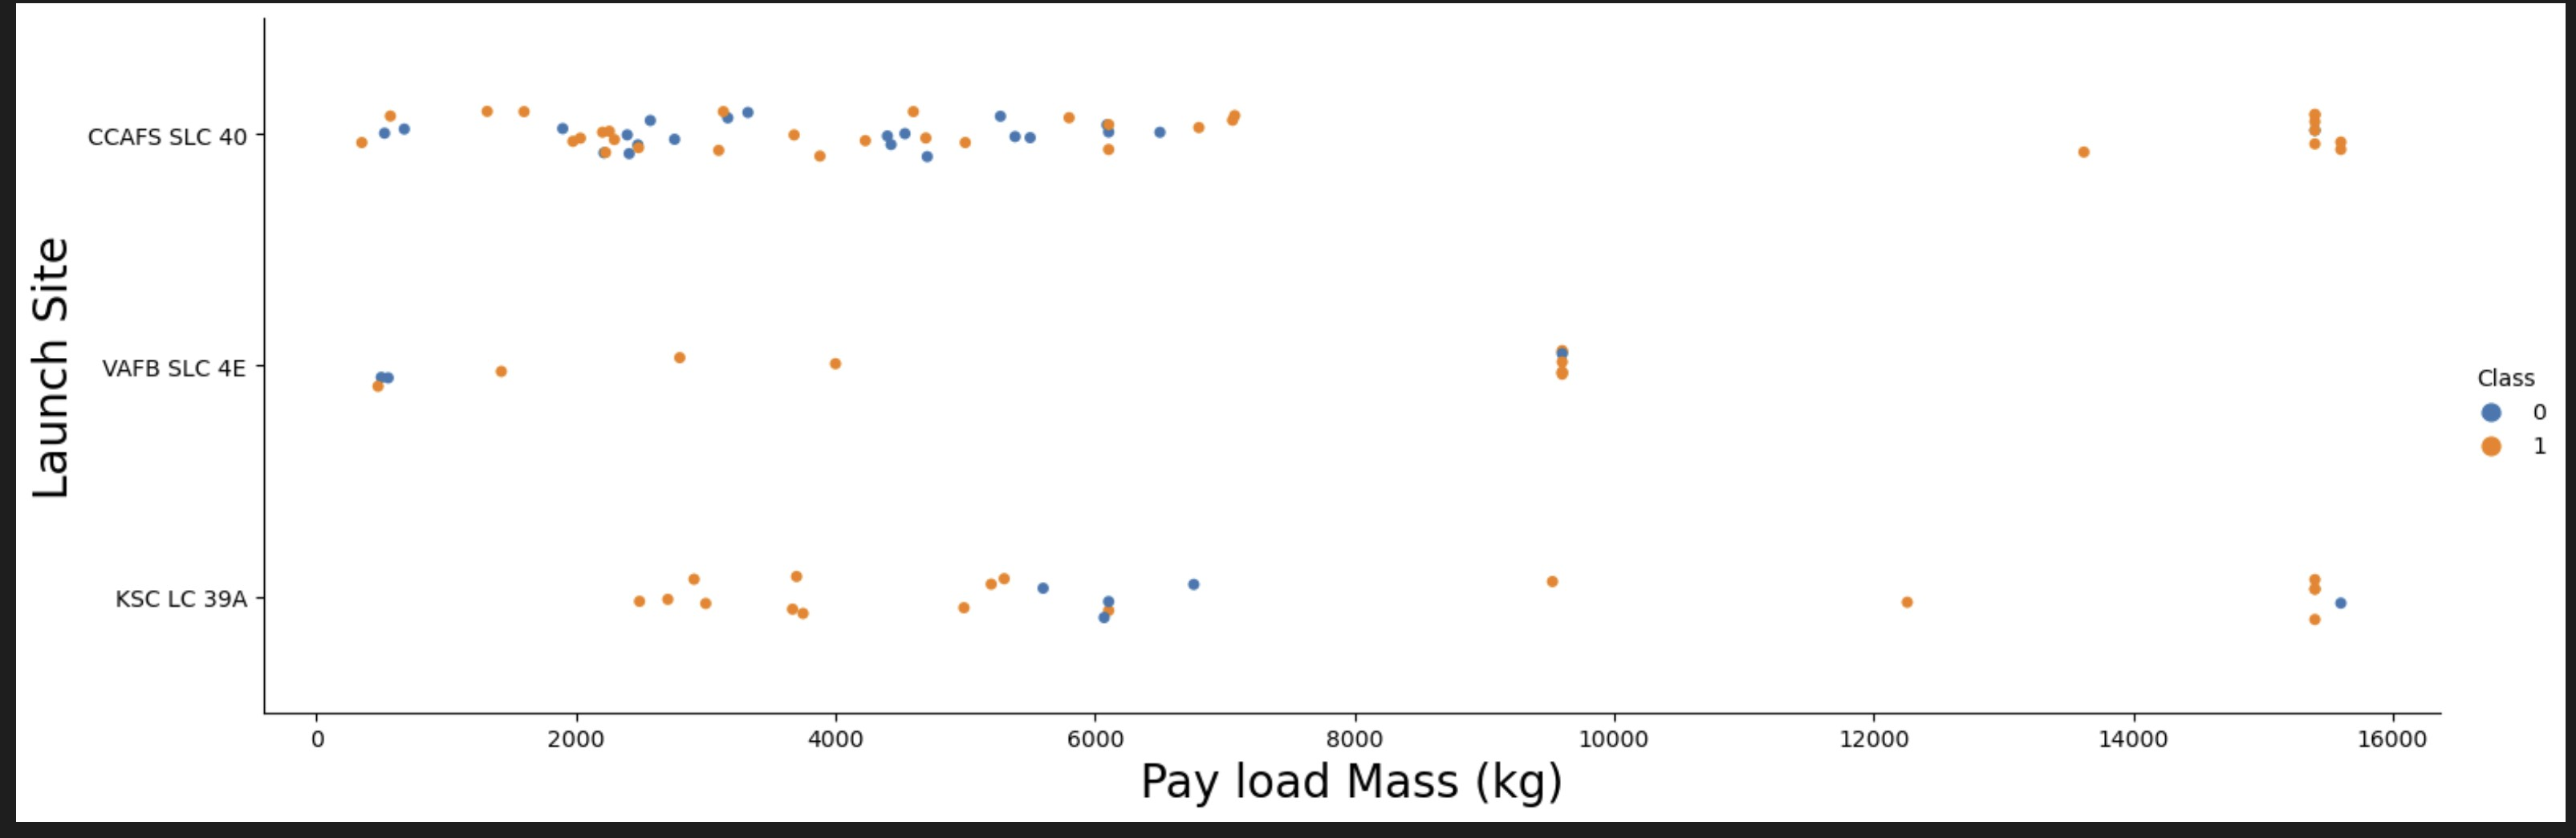 CCAFS SLC 40
VAFB SLC 4E
KSC LC 39A
Launch Site
0 2000 4000 6000 8000 10000 12000 14000 16000
Pay load Mass (kg)
Class
0
1